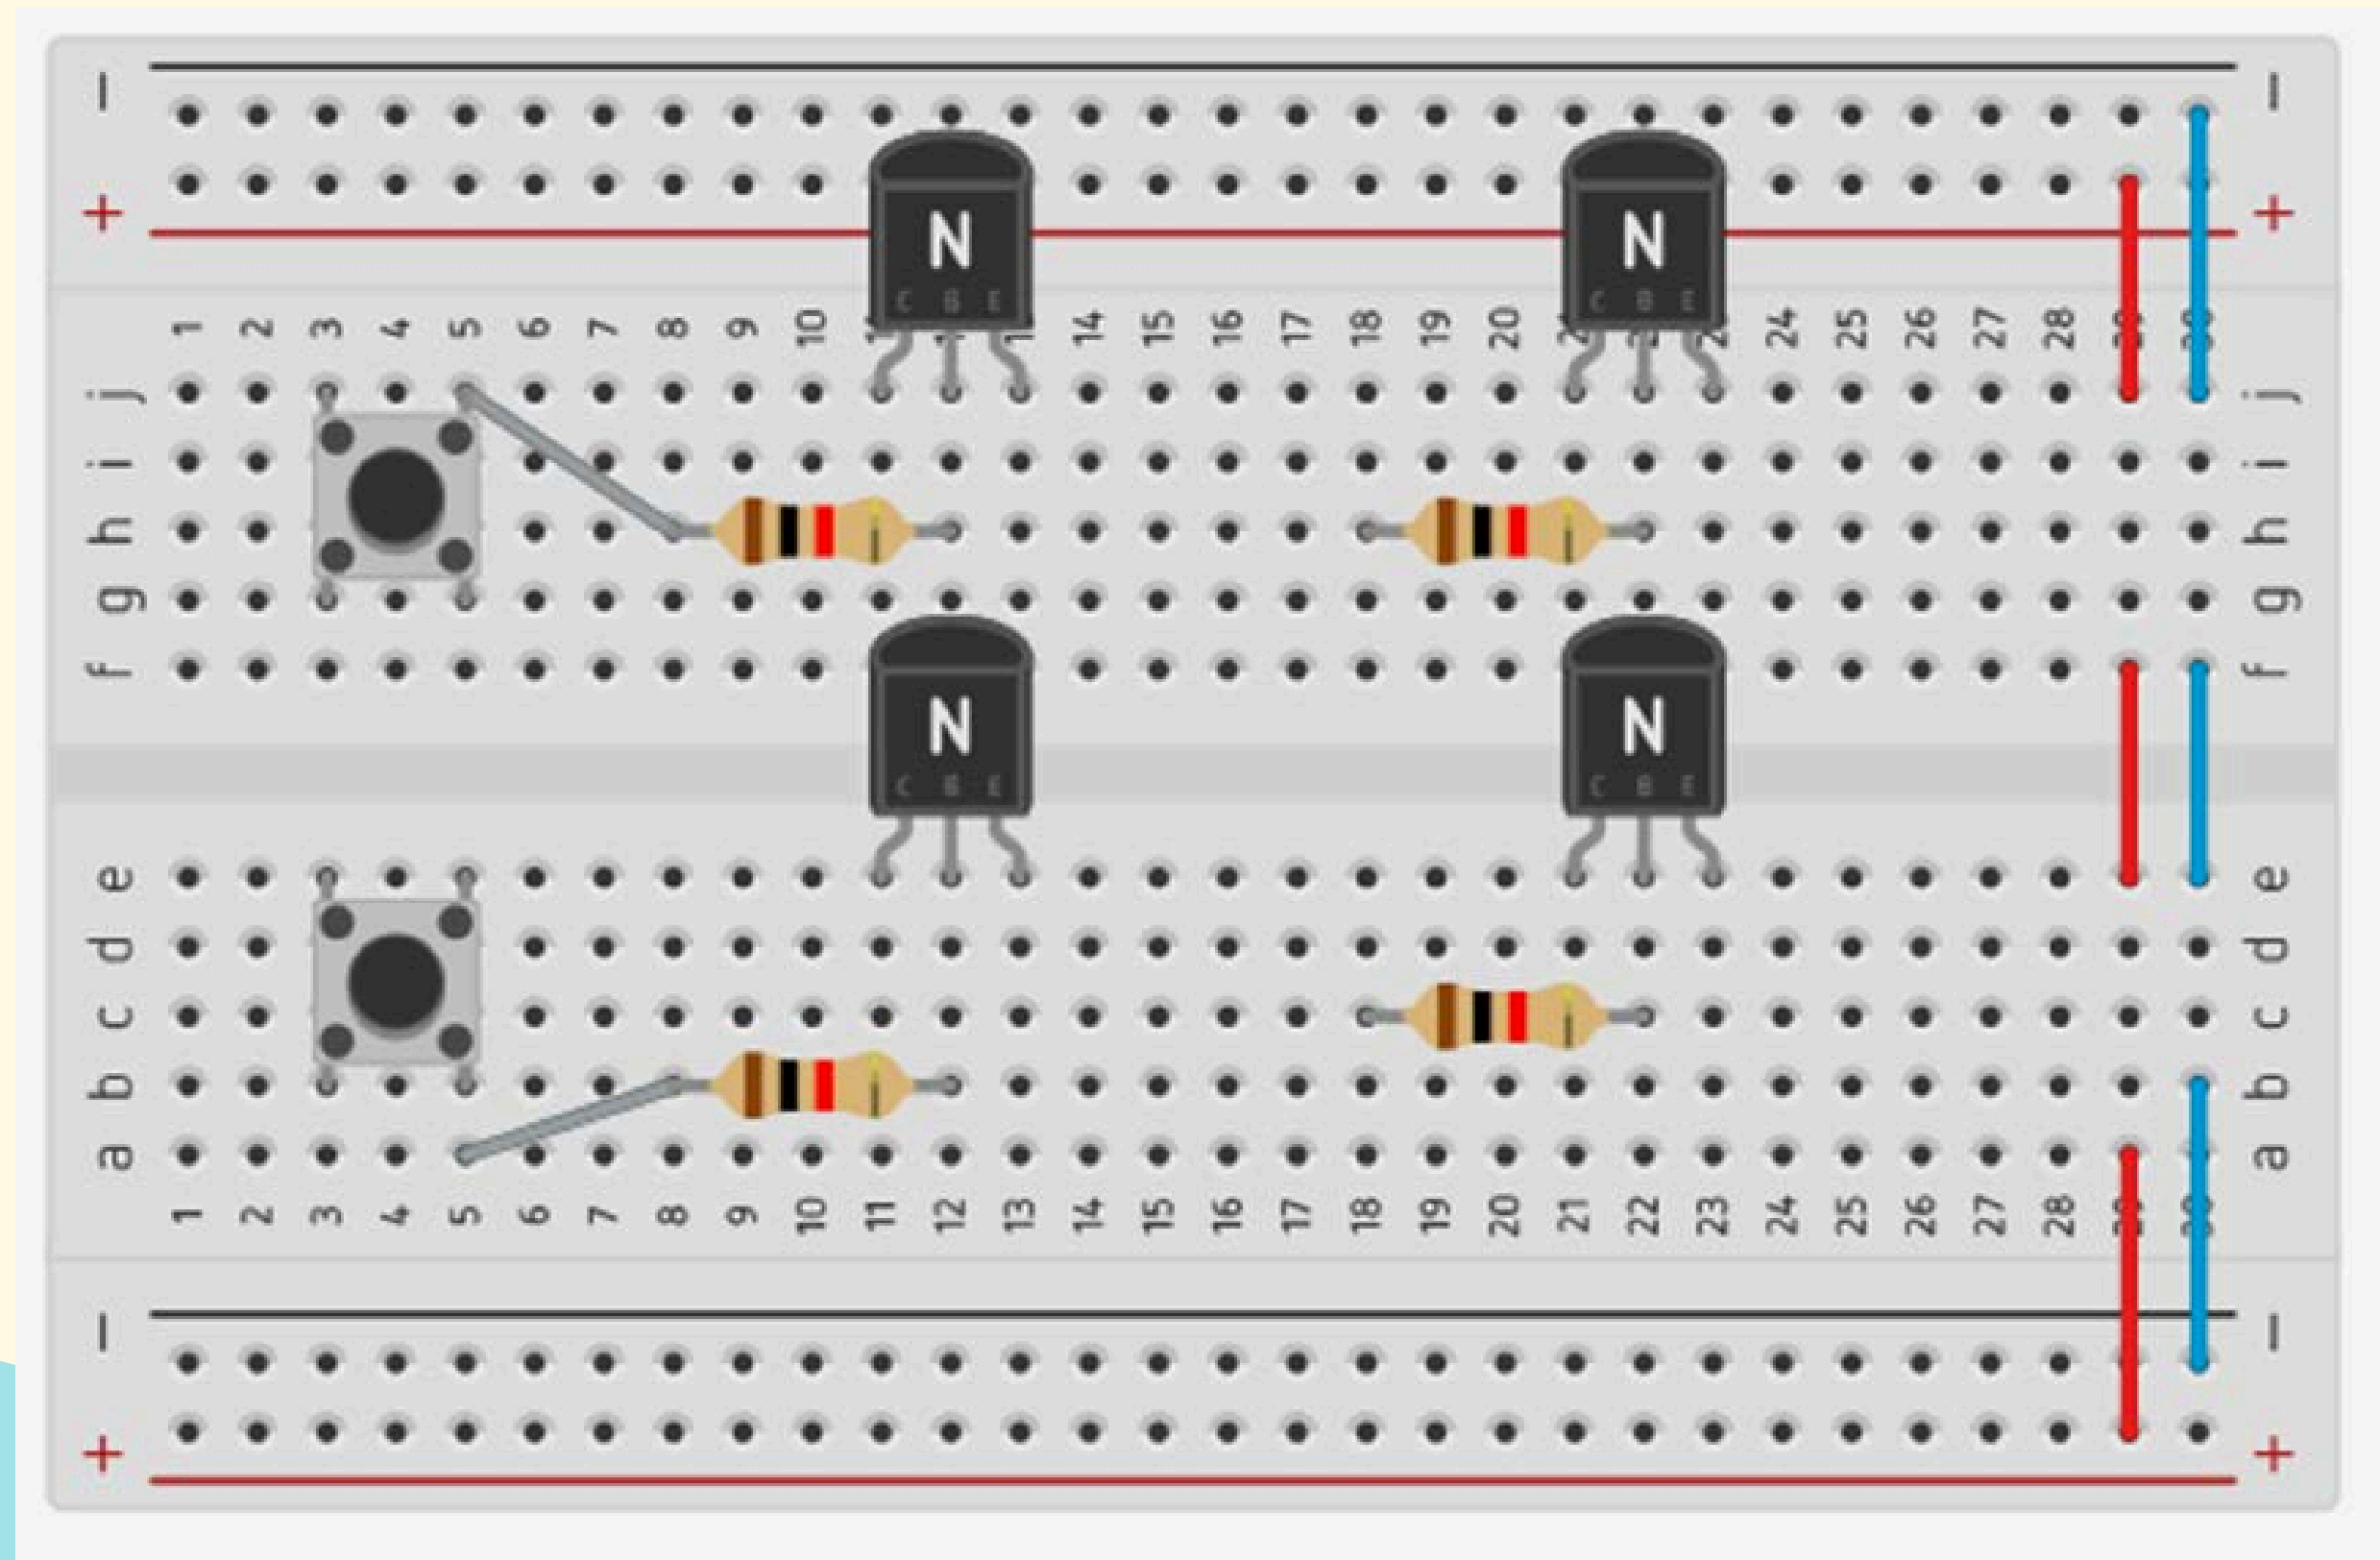 − −
+ +
N N
C B E C B E
1 2 3 4 5 6 7 8 9 10 14 15 16 17 18 19 20 24 25 26 27 28
j j
i i
h h
g g
f f
N N
C B E C B E
e e
d d
c c
b b
a a
1 2 3 4 5 6 7 8 9 10 11 12 13 14 15 16 17 18 19 20 21 22 23 24 25 26 27 28
− −
+ +